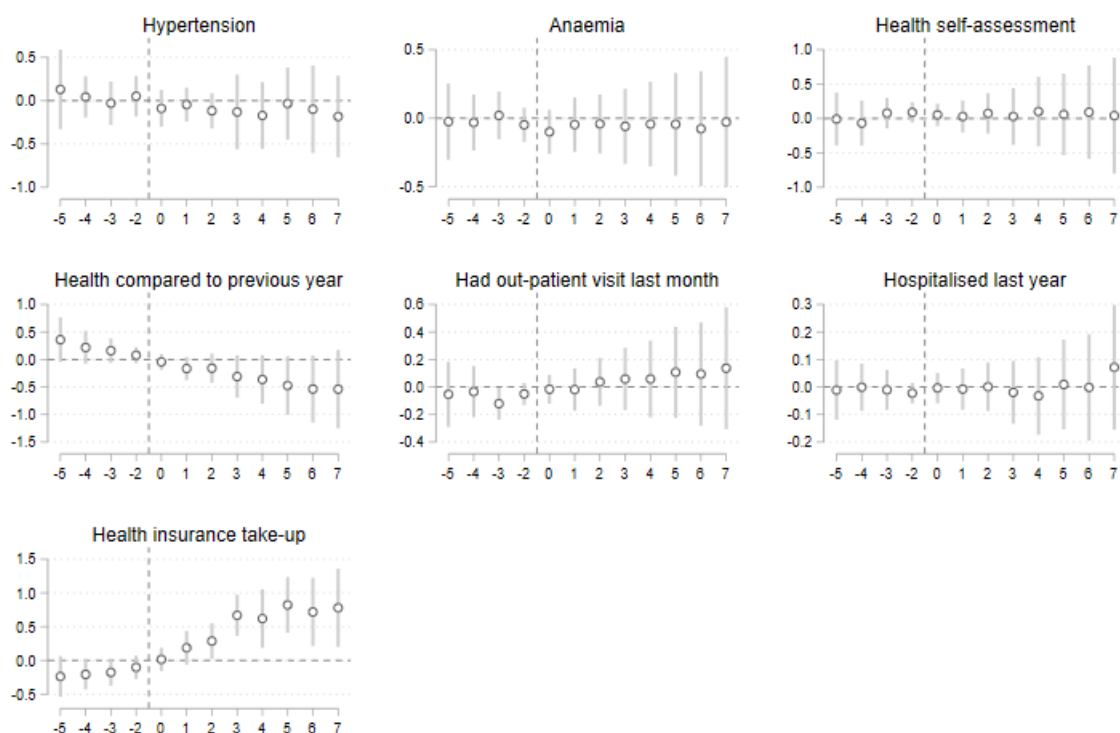 Hypertension
0.5
0.0
-0.5
-1.0
-5 -4 -3 -2 0 1 2 3 4 5 6 7
Anaemia
0.5
0.0
-0.5
-5 -4 -3 -2 0 1 2 3 4 5 6 7
Health self-assessment
1.0
0.5
0.0
-0.5
-1.0
-5 -4 -3 -2 0 1 2 3 4 5 6 7
Health compared to previous year
1.0
0.5
0.0
-0.5
-1.0
-1.5
-5 -4 -3 -2 0 1 2 3 4 5 6 7
Had out-patient visit last month
0.6
0.4
0.2
0.0
-0.2
-0.4
-5 -4 -3 -2 0 1 2 3 4 5 6 7
Hospitalised last year
0.3
0.2
0.1
0.0
-0.1
-0.2
-5 -4 -3 -2 0 1 2 3 4 5 6 7
Health insurance take-up
1.5
1.0
0.5
0.0
-0.5
-5 -4 -3 -2 0 1 2 3 4 5 6 7